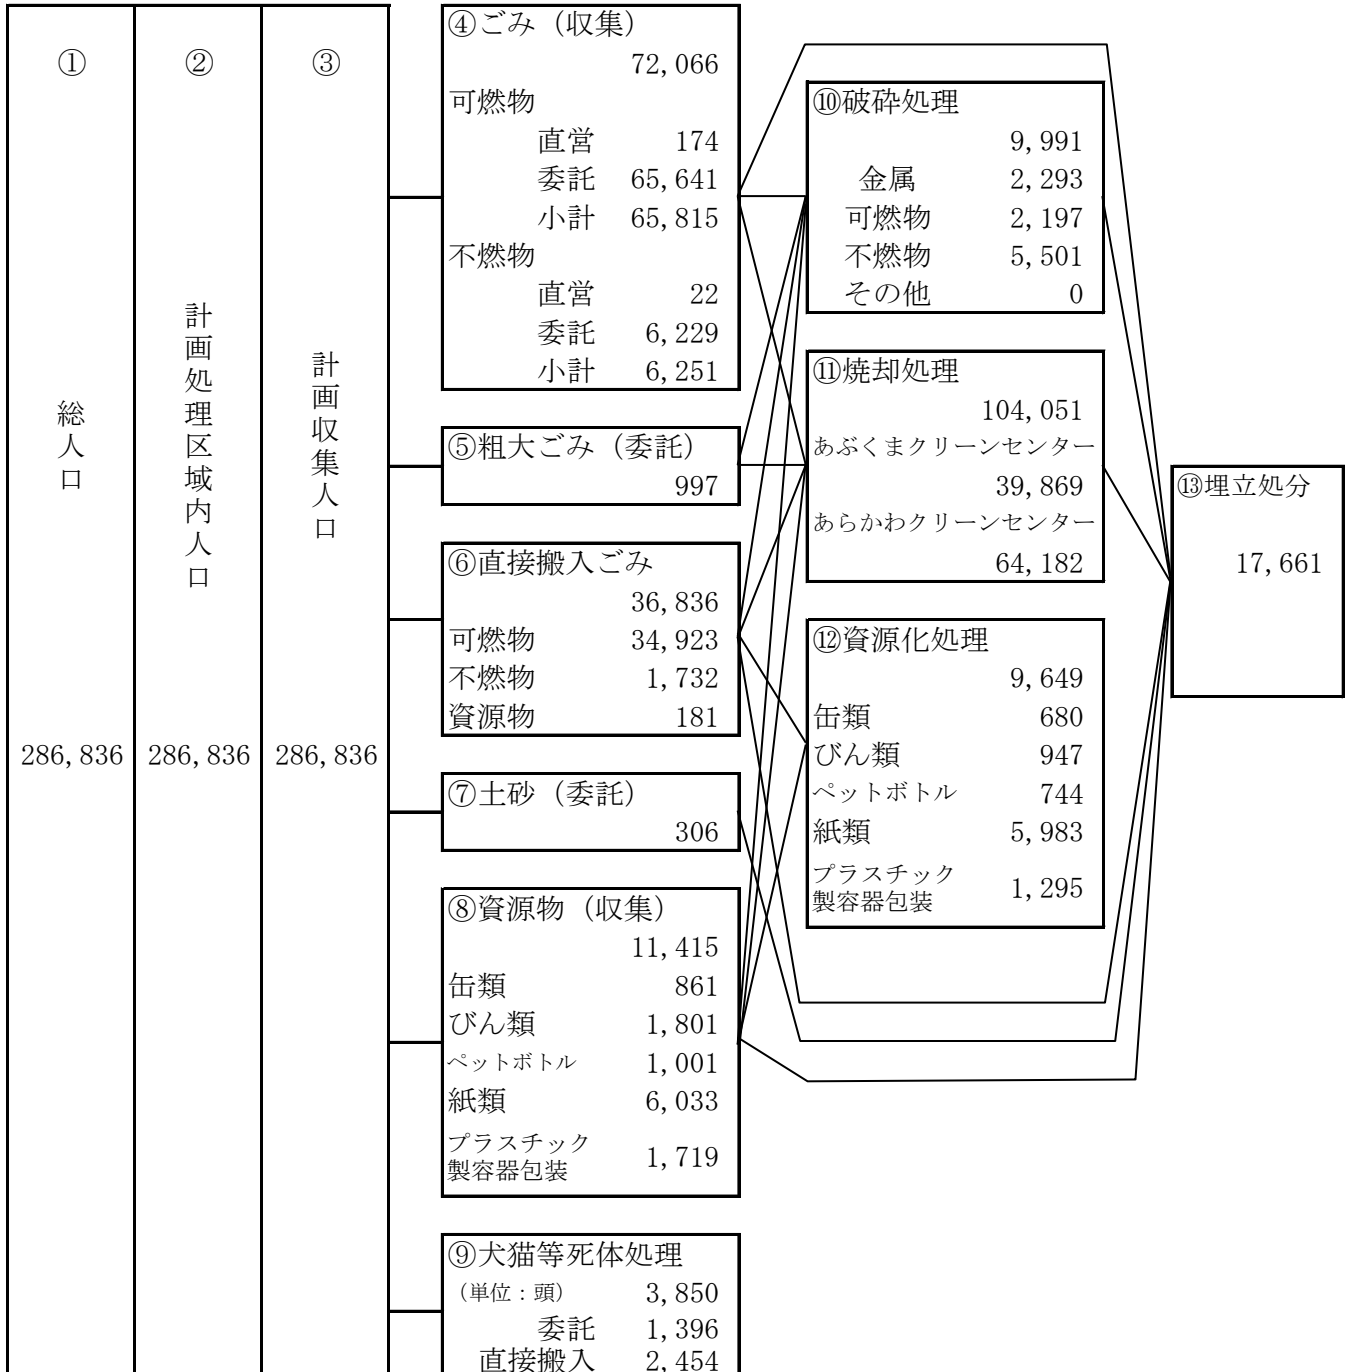 ①
総人口
286,836
②
計画処理区域内人口
286,836
③
計画収集人口
286,836
④ごみ（収集）
72,066
可燃物
直営 174
委託 65,641
小計 65,815
不燃物
直営 22
委託 6,229
小計 6,251
⑤粗大ごみ（委託）
997
⑥直接搬入ごみ
36,836
可燃物 34,923
不燃物 1,732
資源物 181
⑦土砂（委託）
306
⑧資源物（収集）
11,415
缶類 861
びん類 1,801
ペットボトル 1,001
紙類 6,033
プラスチック
製容器包装 1,719
⑨犬猫等死体処理
（単位：頭） 3,850
委託 1,396
直接搬入 2,454
⑩破砕処理
9,991
金属 2,293
可燃物 2,197
不燃物 5,501
その他 0
⑪焼却処理
104,051
あぶくまクリーンセンター
39,869
あらかわクリーンセンター
64,182
⑫資源化処理
9,649
缶類 680
びん類 947
ペットボトル 744
紙類 5,983
プラスチック
製容器包装 1,295
⑬埋立処分
17,661